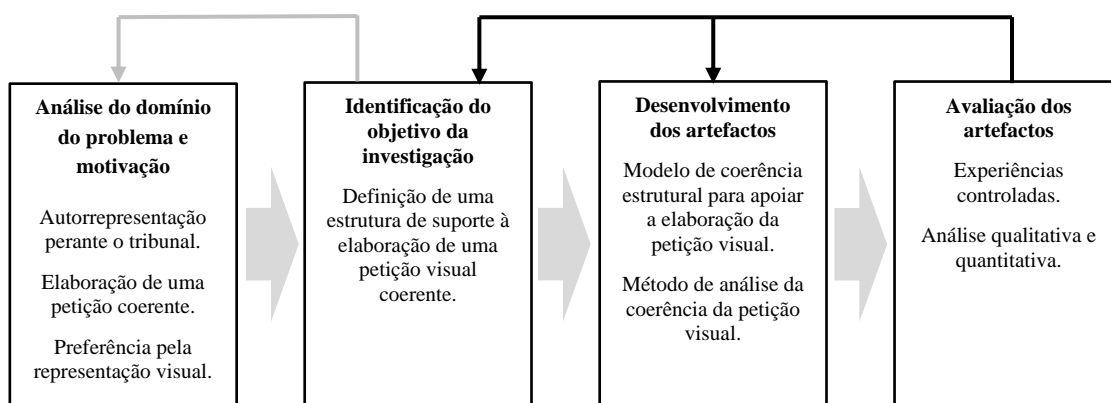 Análise do domínio
do problema e
motivação
Autorrepresentação
perante o tribunal.
Elaboração de uma
petição coerente.
Preferência pela
representação visual.
Identificação do
objetivo da
investigação
Definição de uma
estrutura de suporte à
elaboração de uma
petição visual
coerente.
Desenvolvimento
dos artefactos
Modelo de coerência
estrutural para apoiar
a elaboração da
petição visual.
Método de análise da
coerência da petição
visual.
Avaliação dos
artefactos
Experiências
controladas.
Análise qualitativa e
quantitativa.